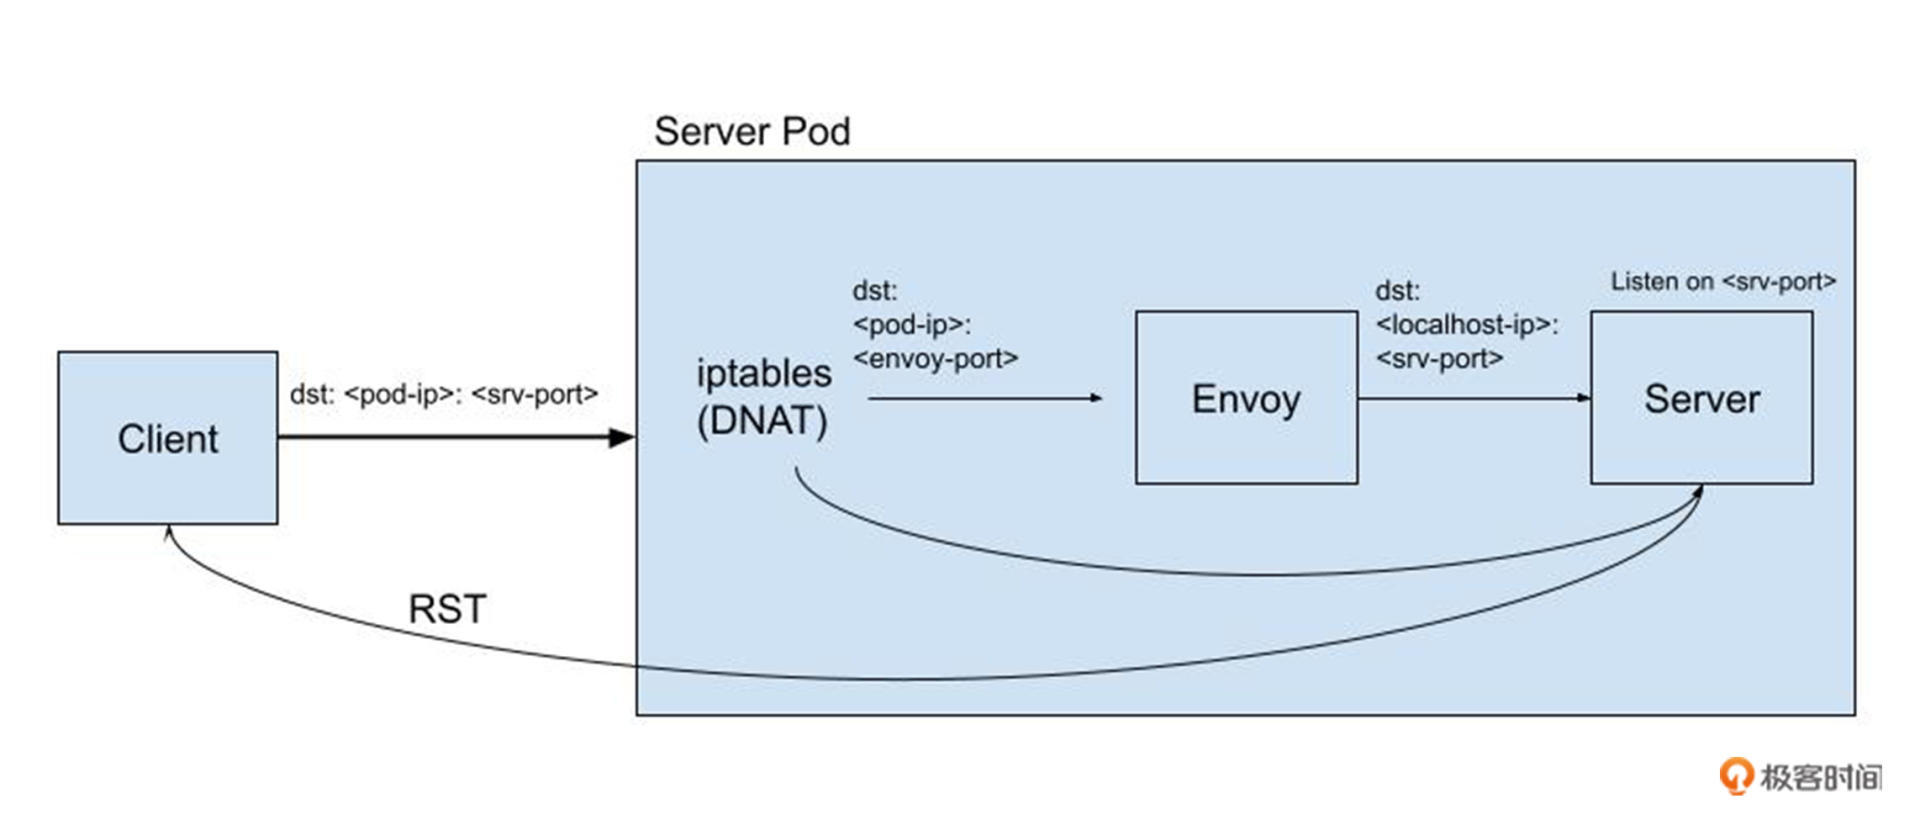 Server Pod
Listen on <srv-port>
dst:
<pod-ip>:
<envoy-port>
dst:
<localhost-ip>:
<srv-port>
iptables
(DNAT)
Envoy
Server
dst: <pod-ip>: <srv-port>
Client
RST
极客时间